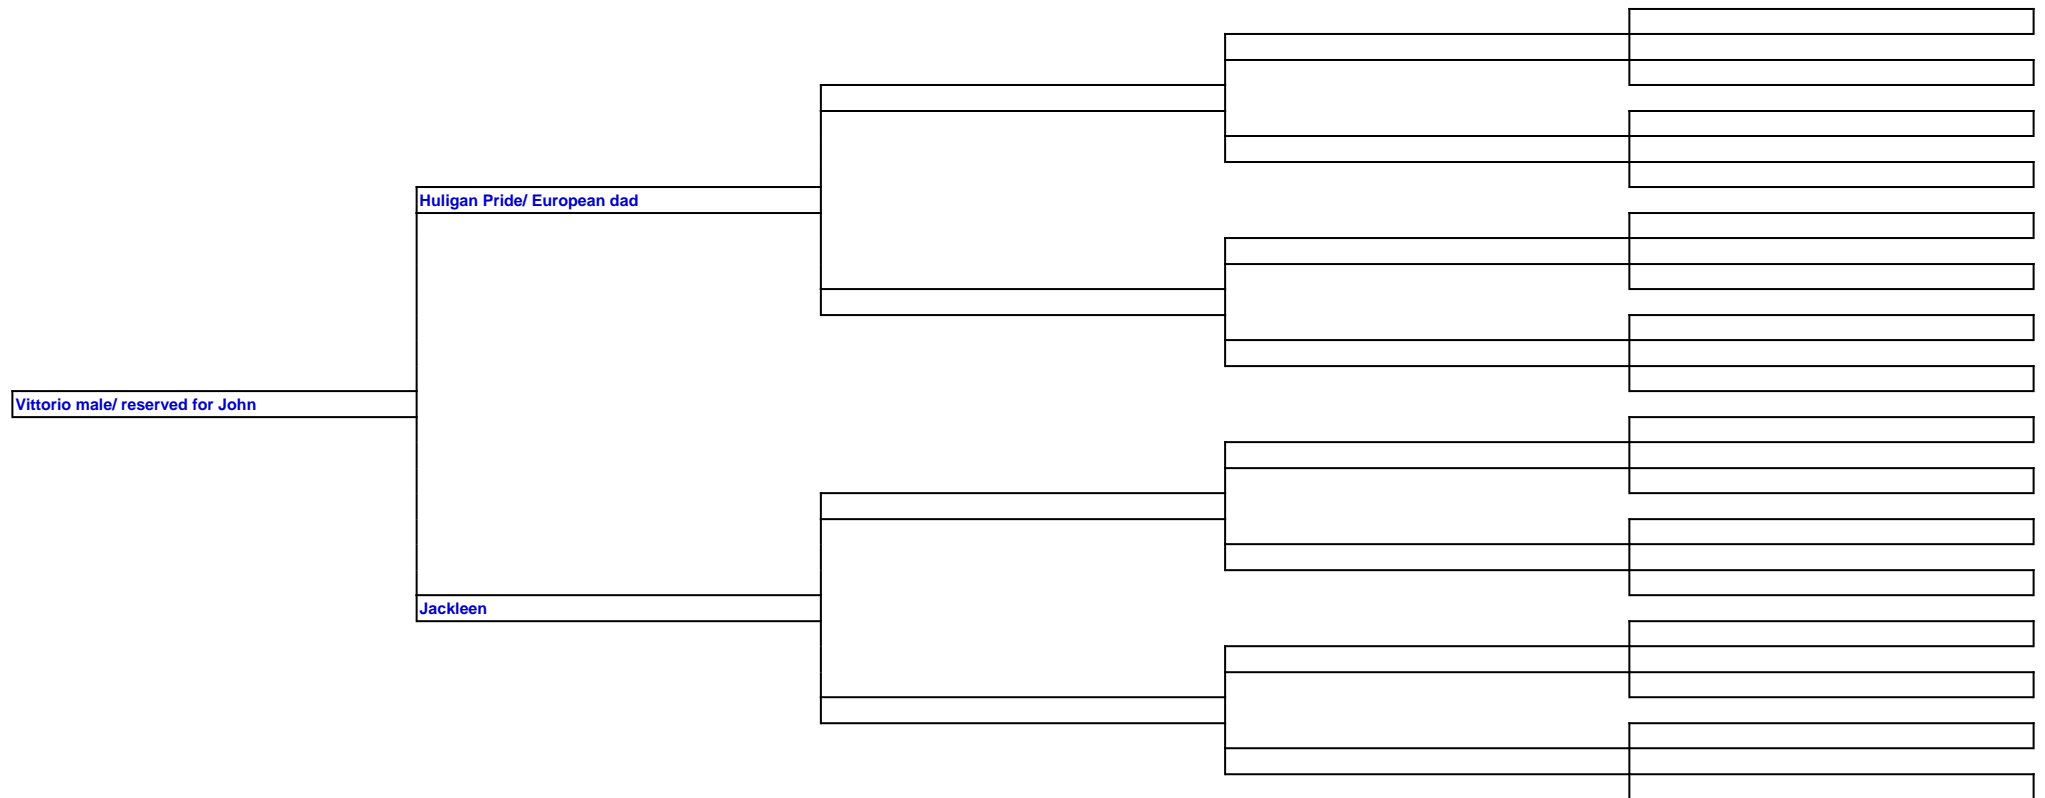 Huligan Pride/ European dad
Vittorio male/ reserved for John
Jackleen